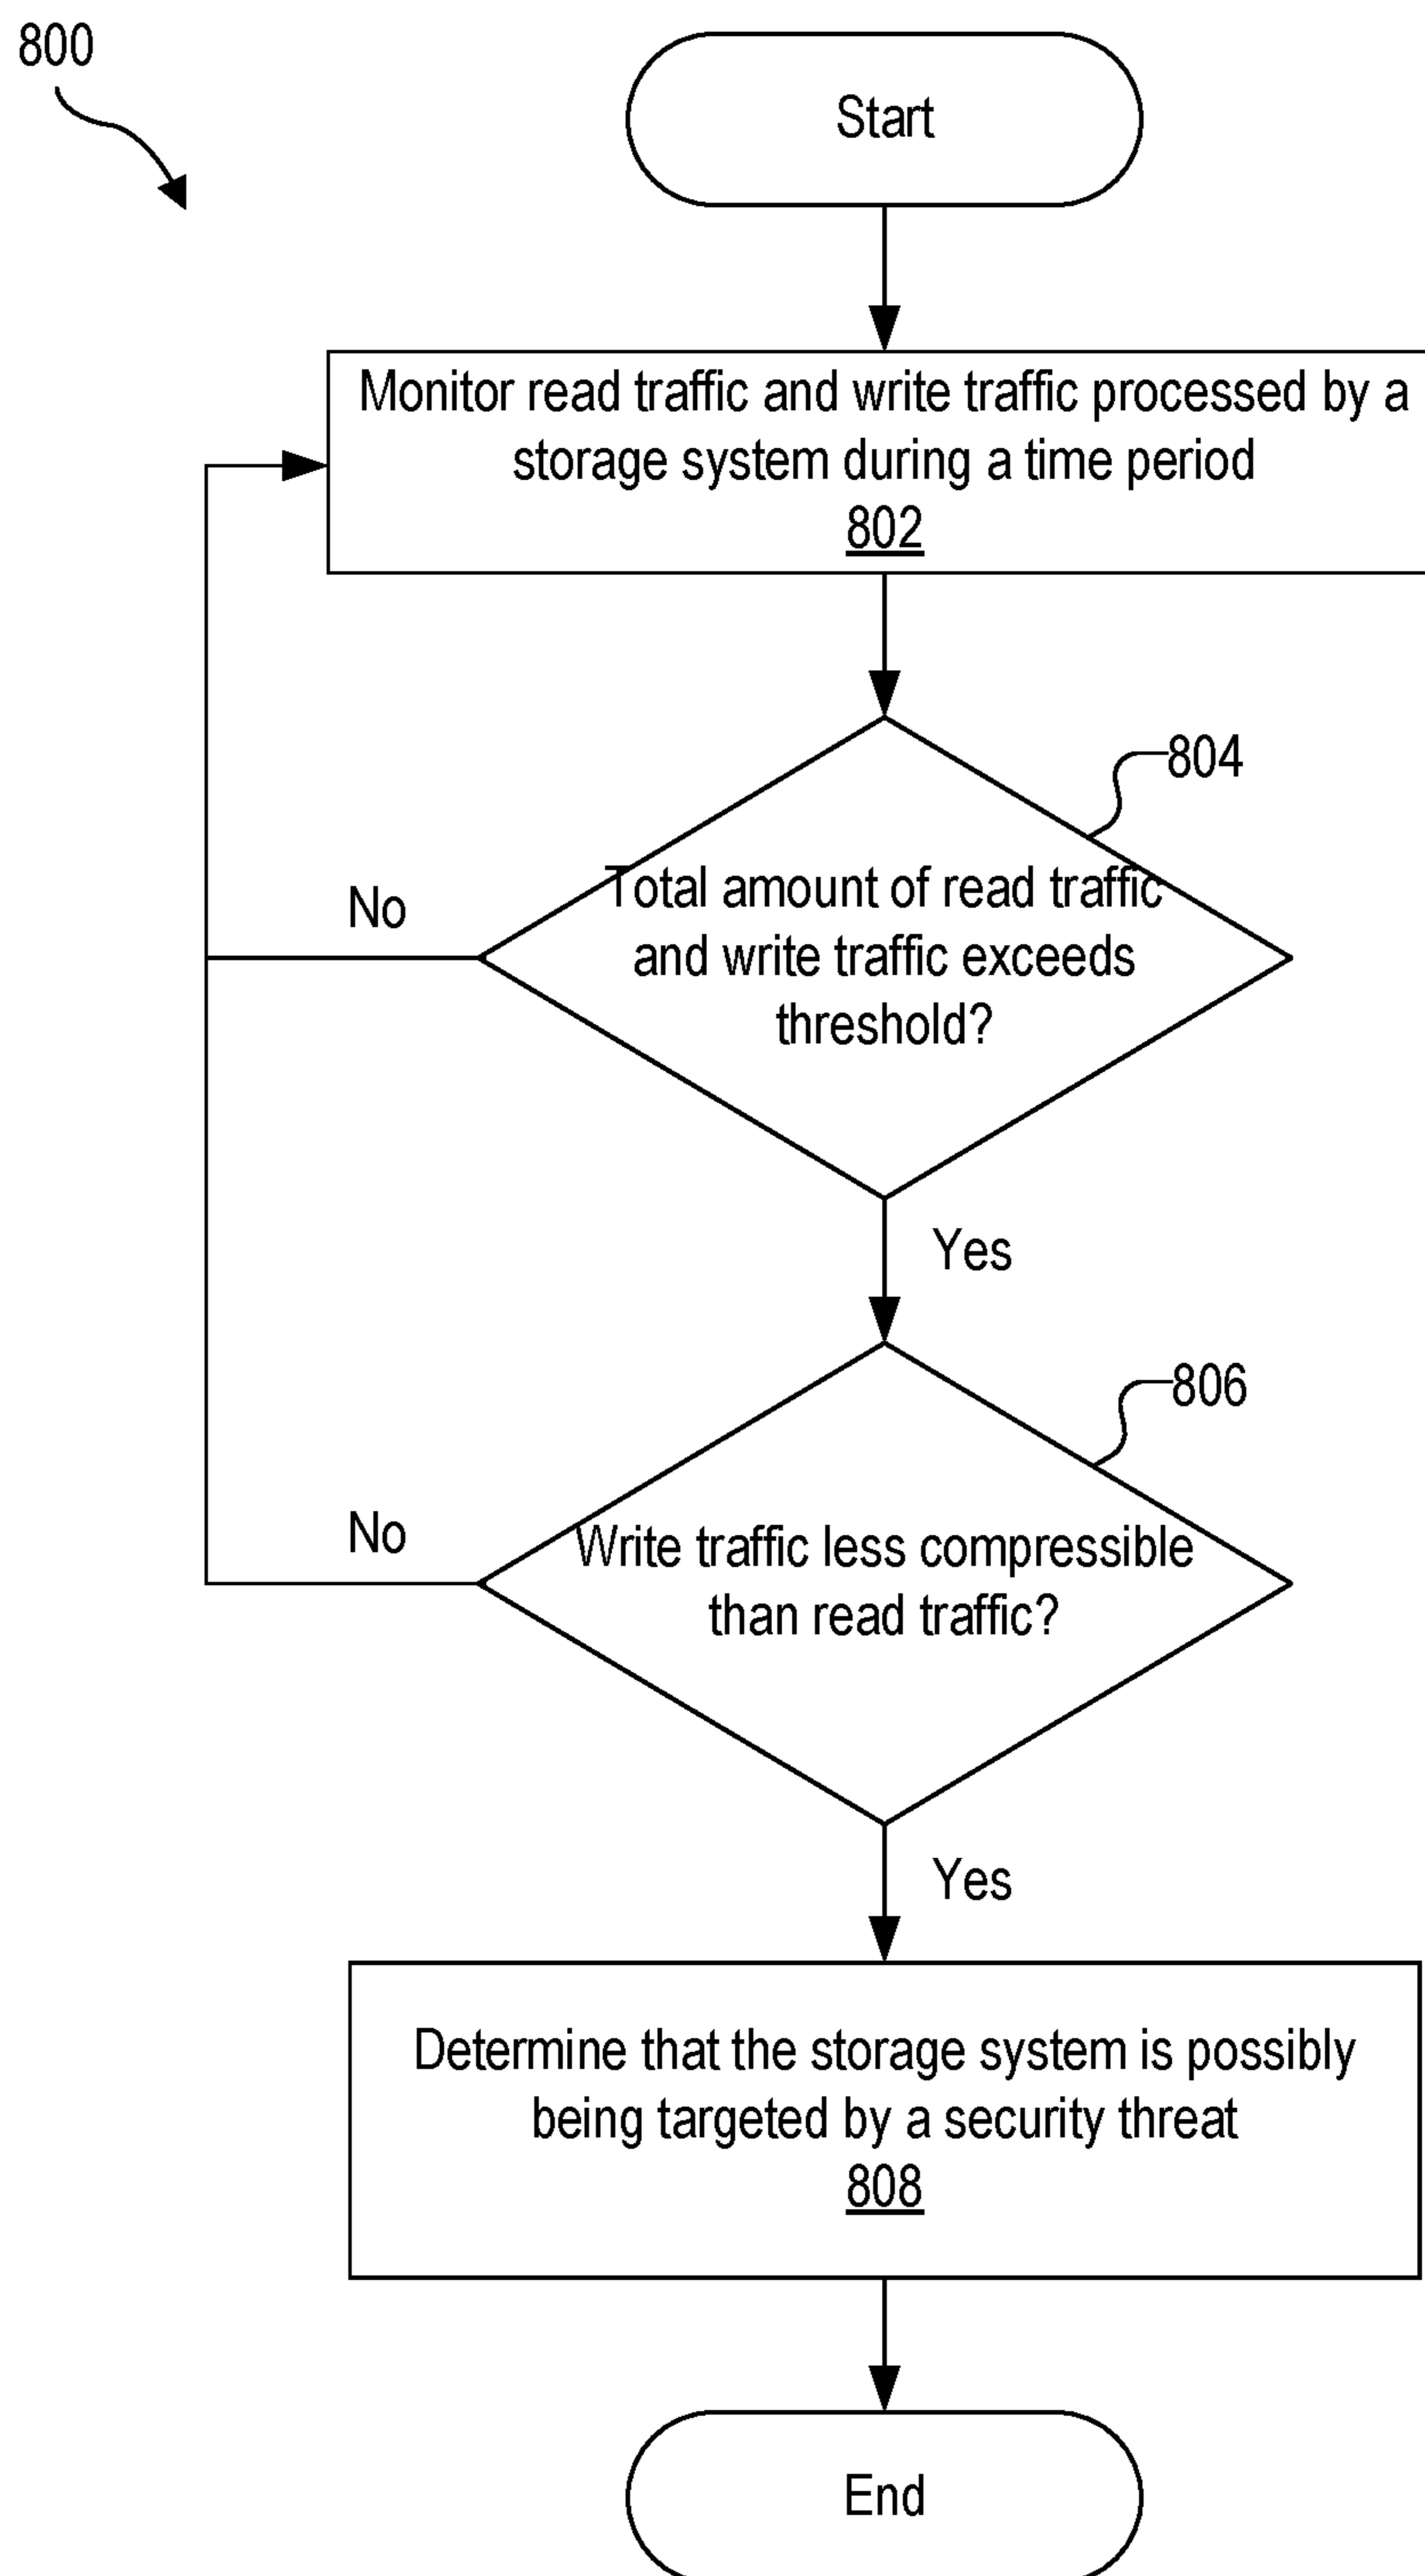 800
Start
Monitor read traffic and write traffic processed by a
storage system during a time period
802
804
Total amount of read traffic
and write traffic exceeds
threshold?
No
Yes
806
Write traffic less compressible
than read traffic?
No
Yes
Determine that the storage system is possibly
being targeted by a security threat
808
End